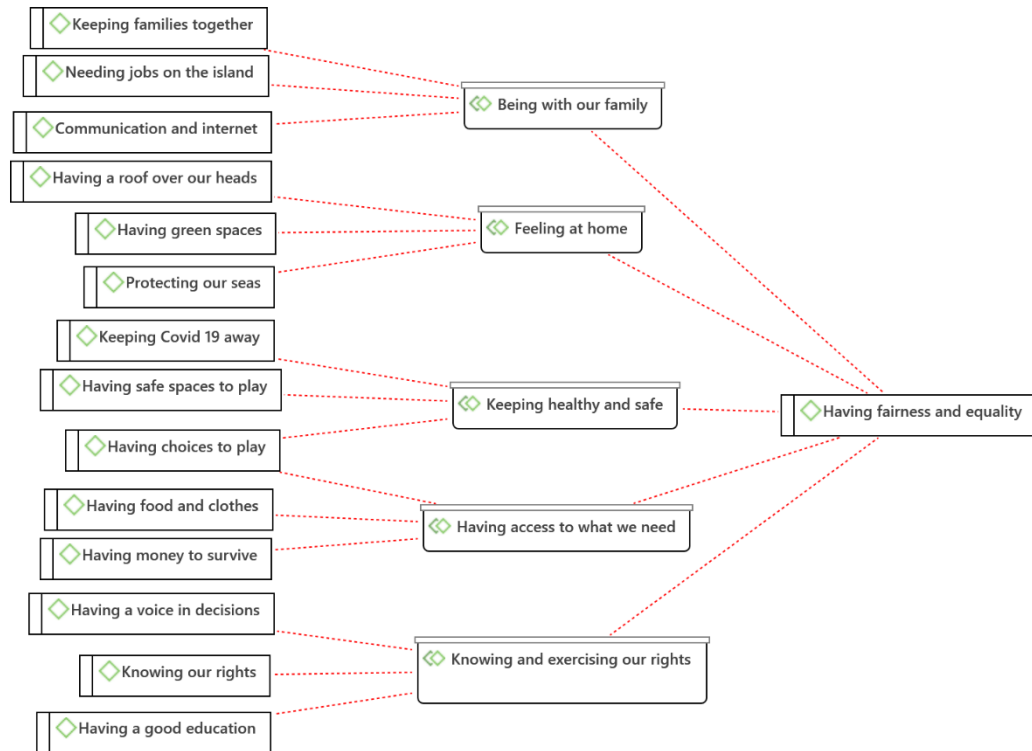 Keeping families together
Needing jobs on the island
Communication and internet
Having a roof over our heads
Having green spaces
Protecting our seas
Keeping Covid 19 away
Having safe spaces to play
Having choices to play
Having food and clothes
Having money to survive
Having a voice in decisions
Knowing our rights
Having a good education
Being with our family
Feeling at home
Keeping healthy and safe
Having access to what we need
Knowing and exercising our rights
Having fairness and equality